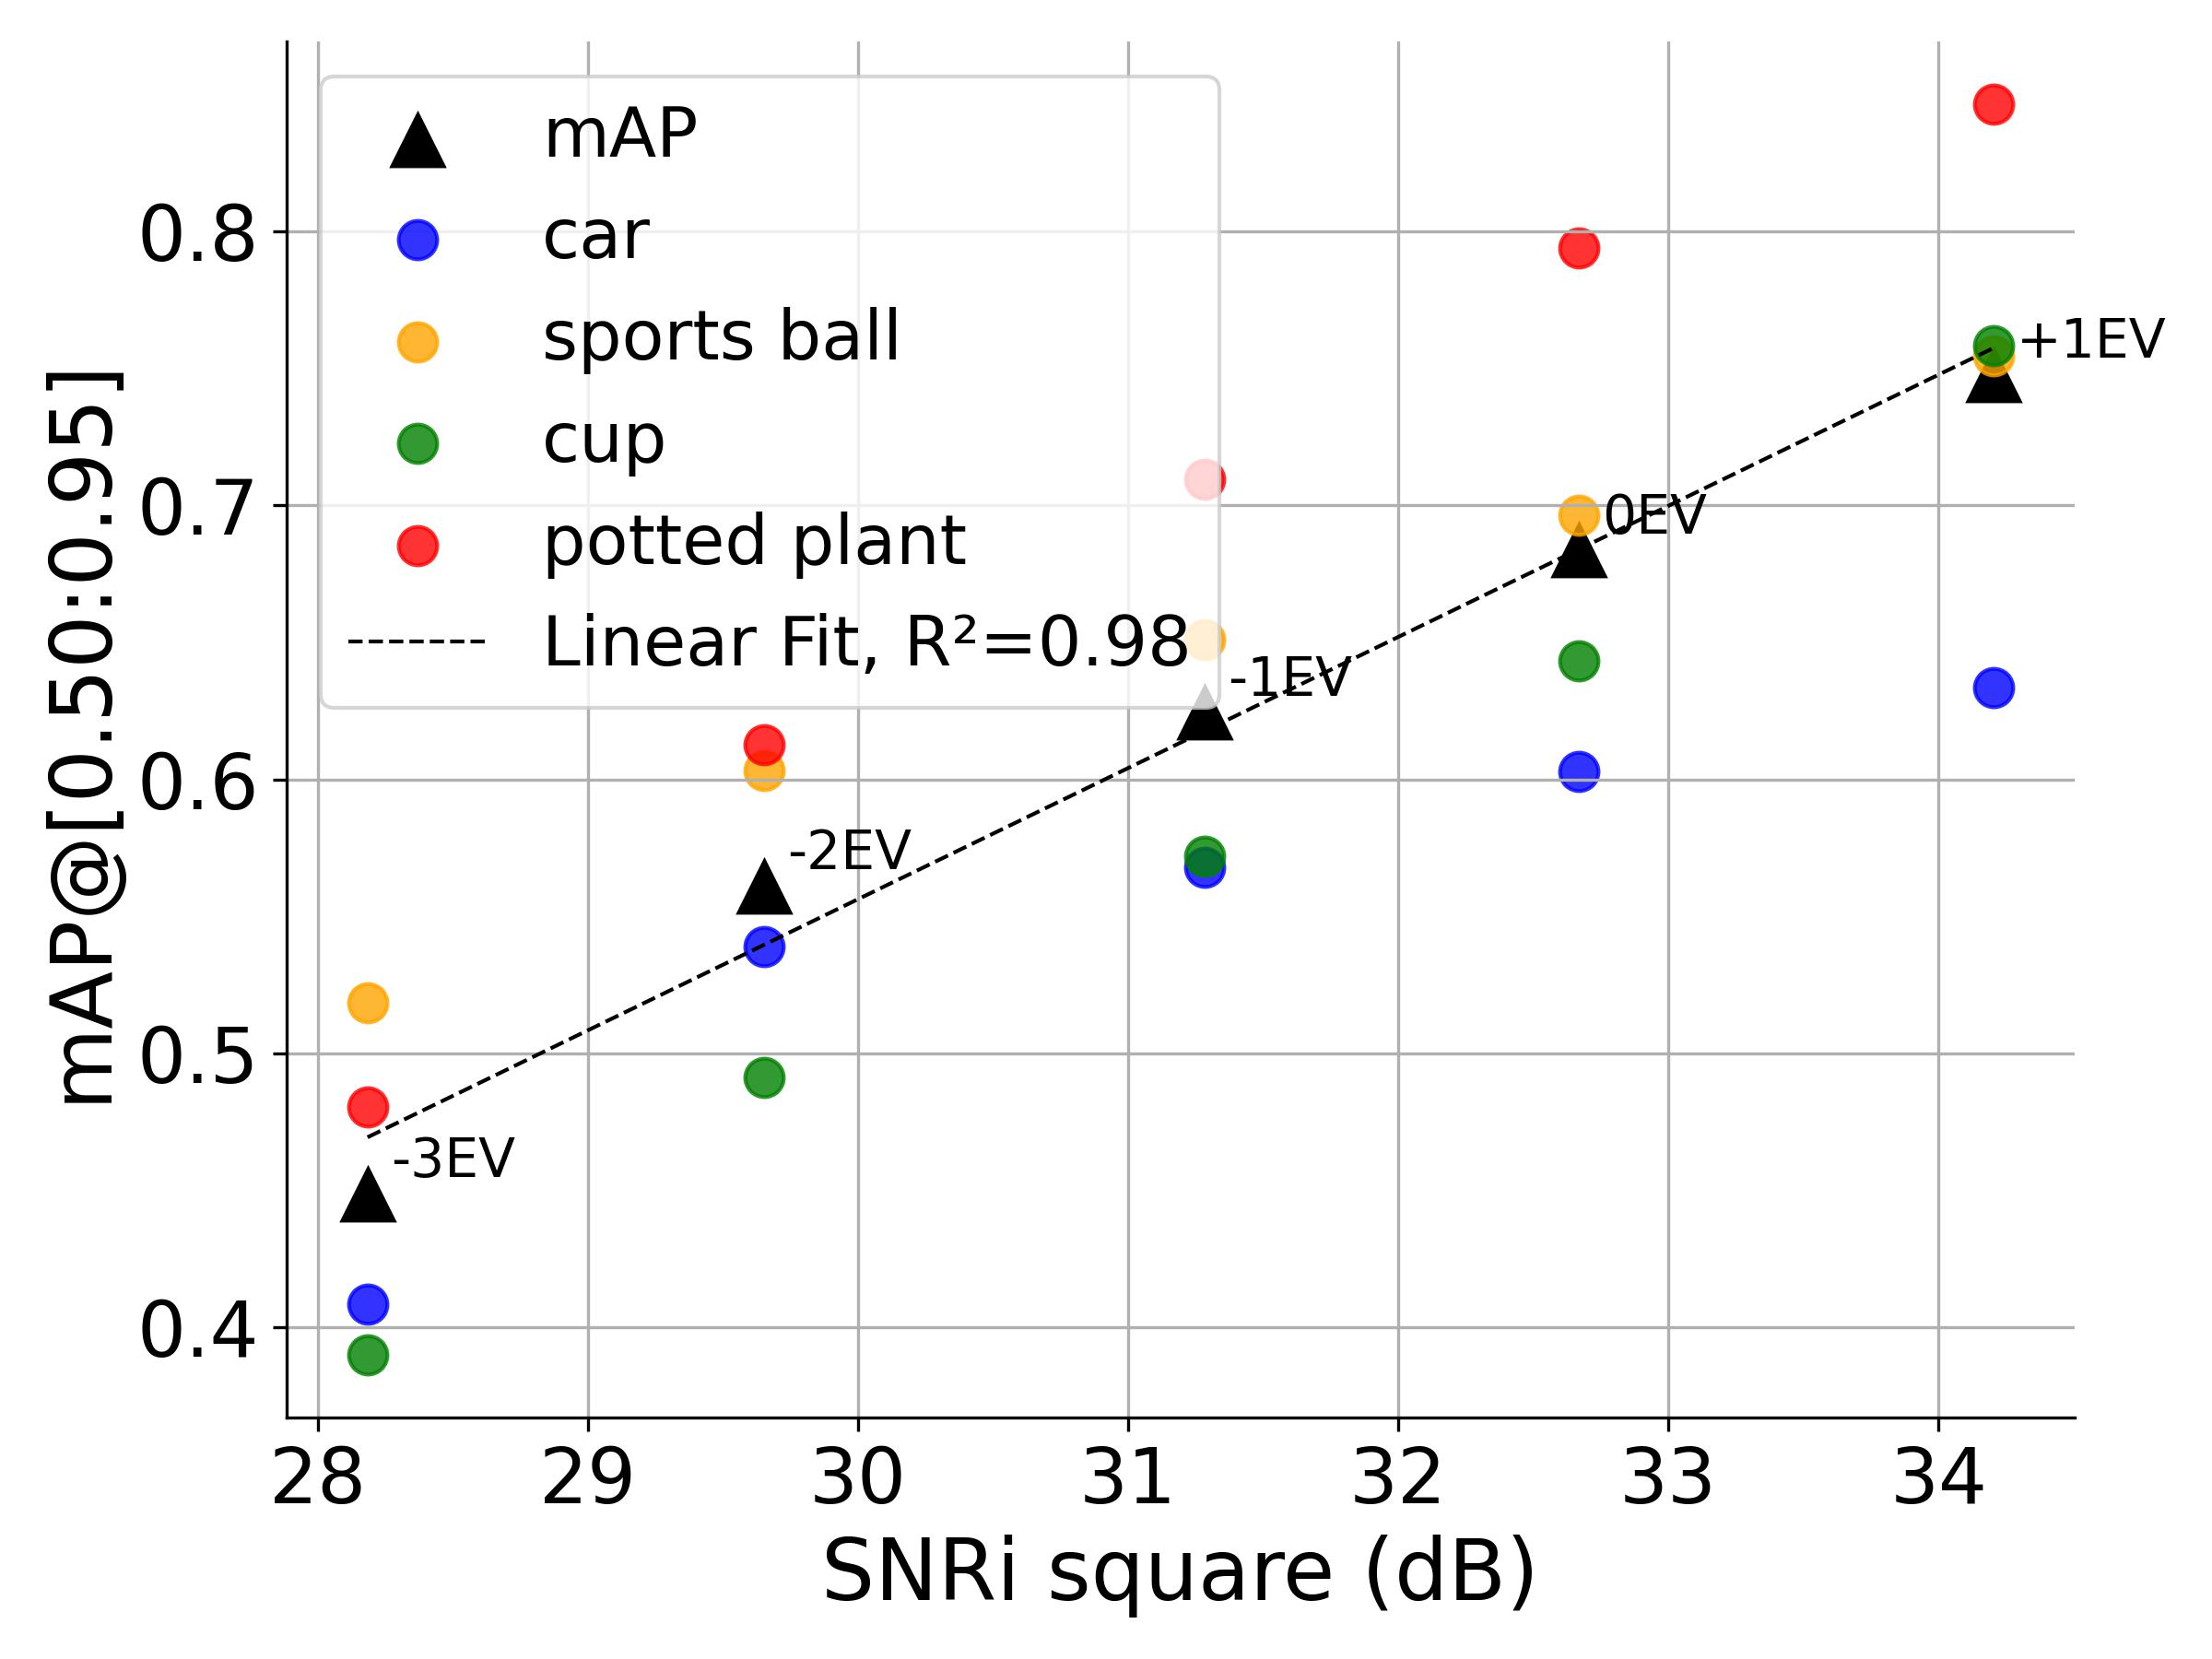 mAP
car
sports ball
cup
potted plant
Linear Fit, R²=0.98
mAP@[0.50:0.95]
0.8
0.7
0.6
0.5
0.4
+1EV
0EV
-1EV
-2EV
-3EV
28 29 30 31 32 33 34
SNRi square (dB)